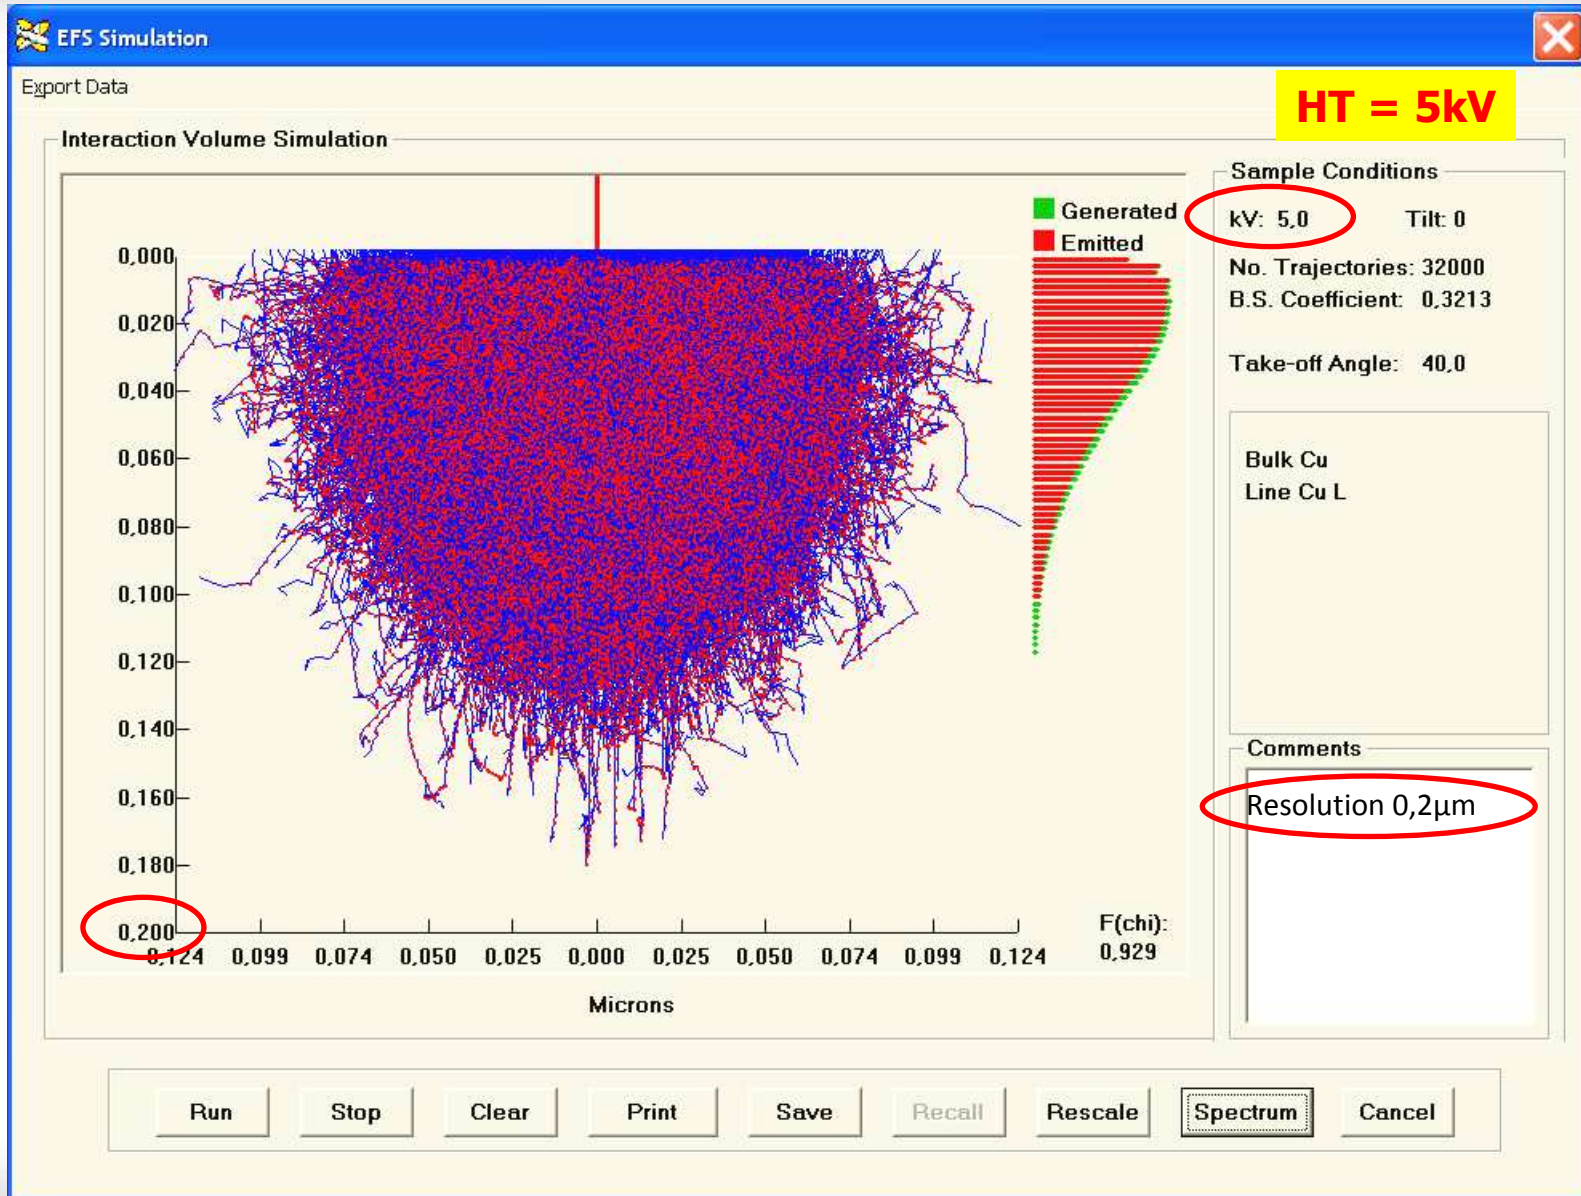 EFS Simulation
Export Data
HT = 5kV
Interaction Volume Simulation
Generated
Emitted
0,000
0,020
0,040
0,060
0,080
0,100
0,120
0,140
0,160
0,180
0,200
0,124 0,099 0,074 0,050 0,025 0,000 0,025 0,050 0,074 0,099 0,124
Microns
F(chi):
0,929
Sample Conditions
kV: 5,0 Tilt: 0
No. Trajectories: 32000
B.S. Coefficient: 0,3213
Take-off Angle: 40,0
Bulk Cu
Line Cu L
Comments
Resolution 0,2µm
Run Stop Clear Print Save Recall Rescale Spectrum Cancel